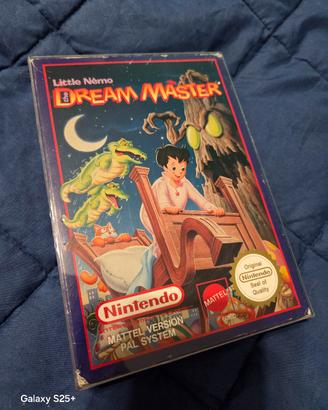 Little Nemo
the
DREAM MASTER
Nintendo
MATTEL VERSION
PAL SYSTEM
MATTEL
Original
Nintendo
Seal of
Quality
Galaxy S25+